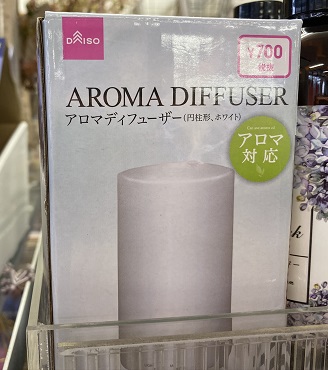 DAISO
¥700
税抜
AROMA DIFFUSER
アロマディフューザー(円柱形、ホワイト)
アロマ
対応